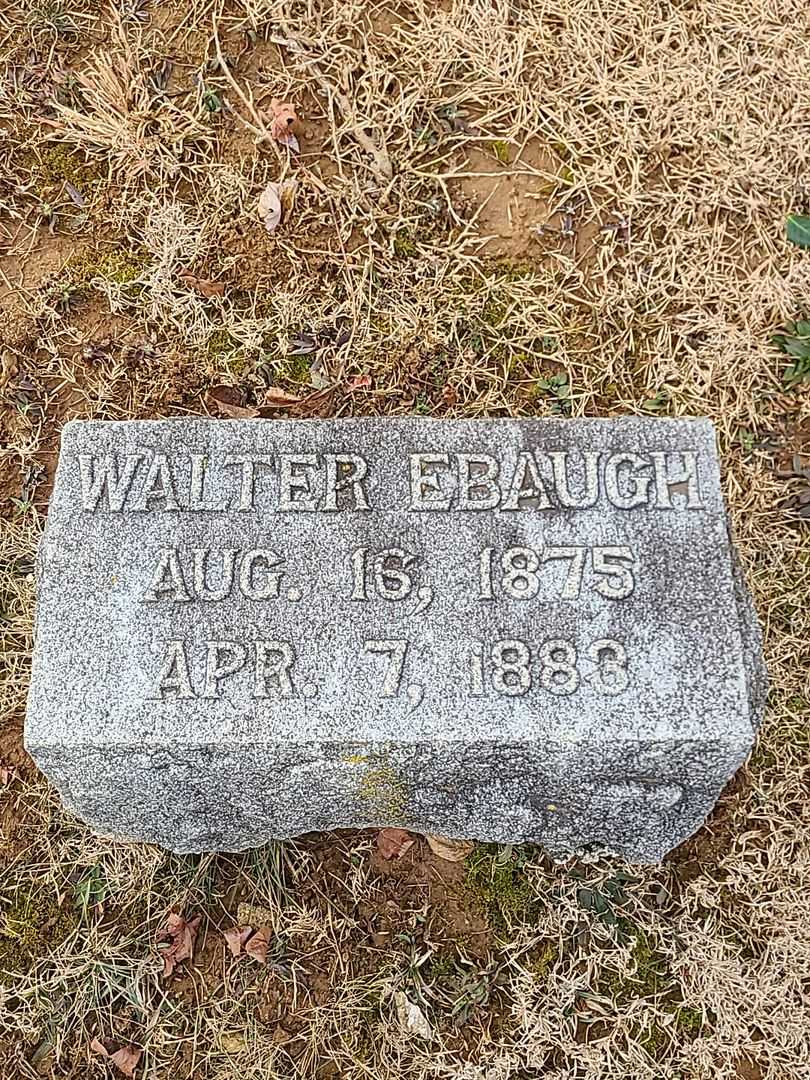 WALTER EBAUGH
AUG. 16, 1875
APR. 7, 1883